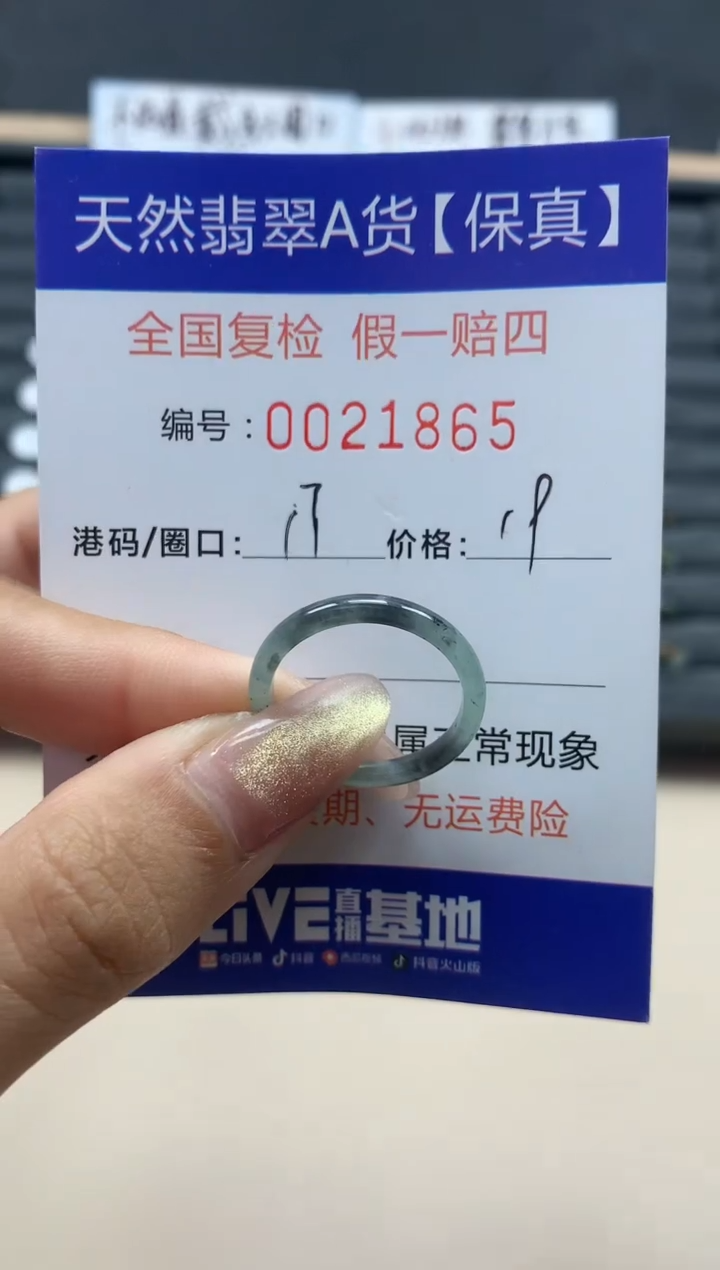 天然翡翠A货【保真】
全国复检 假一赔四
编号:0021865
港码/圈口: 17 价格: 19
属正常现象
期、无运费险
LIVE直播基地
今日头条 抖音 西瓜视频 抖音火山版